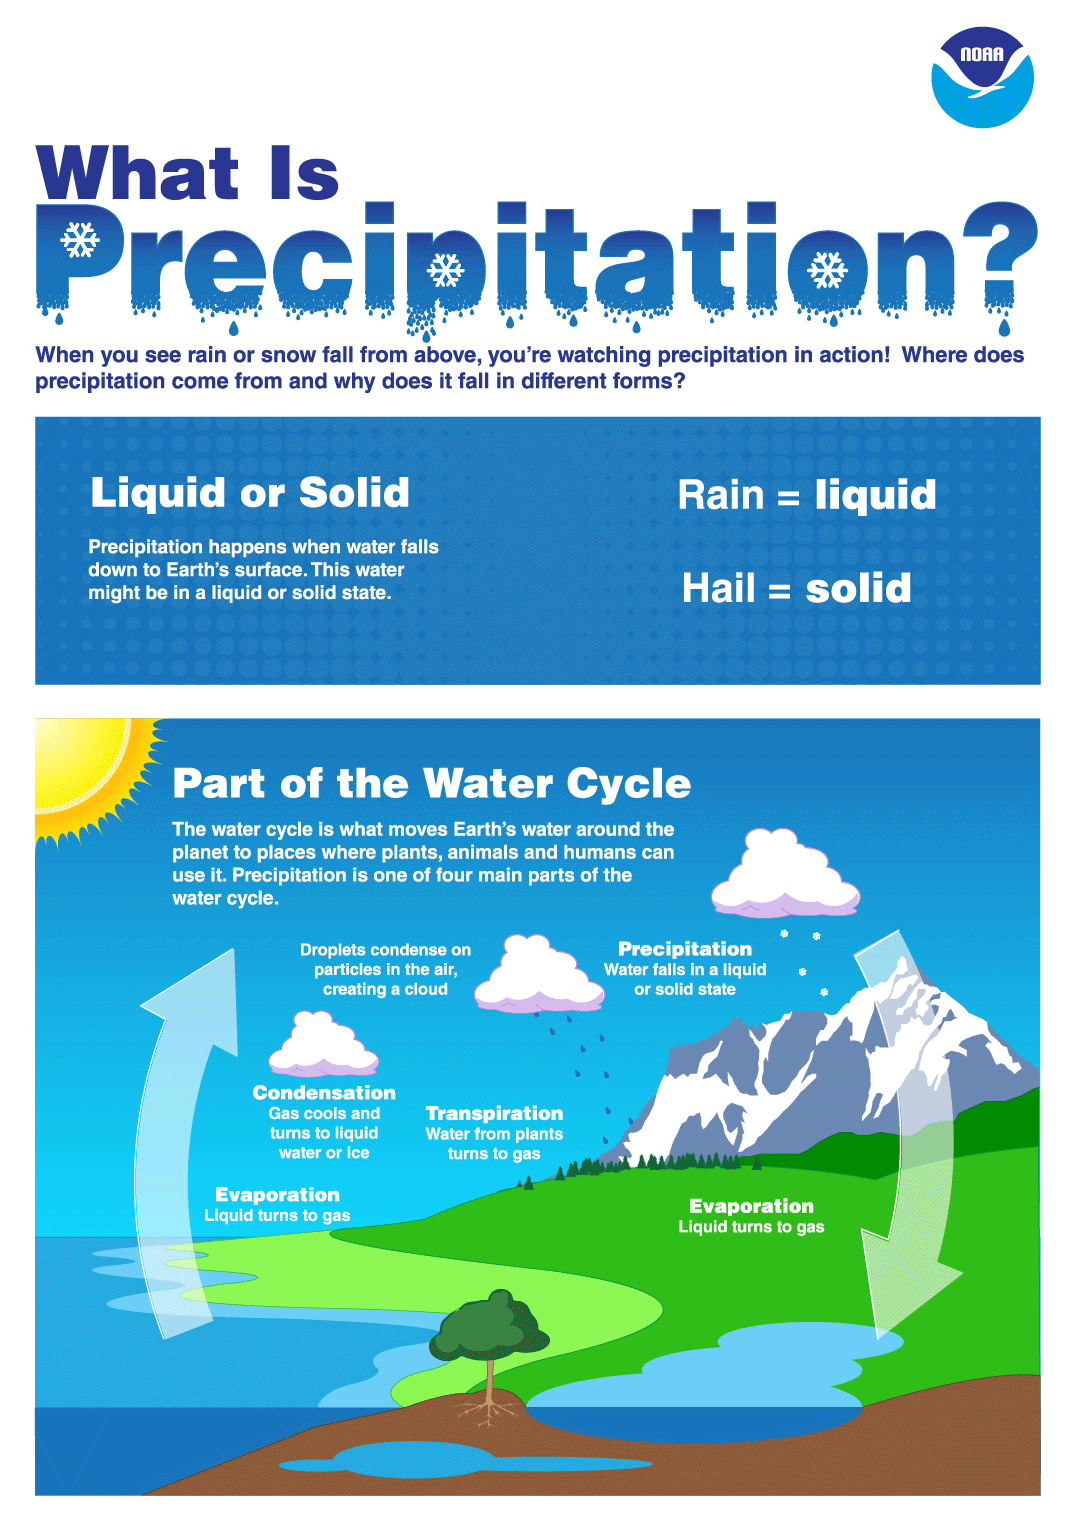 NOAA
What Is
Precipitation?
When you see rain or snow fall from above, you're watching precipitation in action!  Where does
precipitation come from and why does it fall in different forms?
Liquid or Solid
Precipitation happens when water falls
down to Earth's surface. This water
might be in a liquid or solid state.
Rain = liquid
Hail = solid
Part of the Water Cycle
The water cycle is what moves Earth's water around the
planet to places where plants, animals and humans can
use it. Precipitation is one of four main parts of the
water cycle.
Droplets condense on
particles in the air,
creating a cloud
Precipitation
Water falls in a liquid
or solid state
Condensation
Gas cools and
turns to liquid
water or ice
Transpiration
Water from plants
turns to gas
Evaporation
Liquid turns to gas
Evaporation
Liquid turns to gas